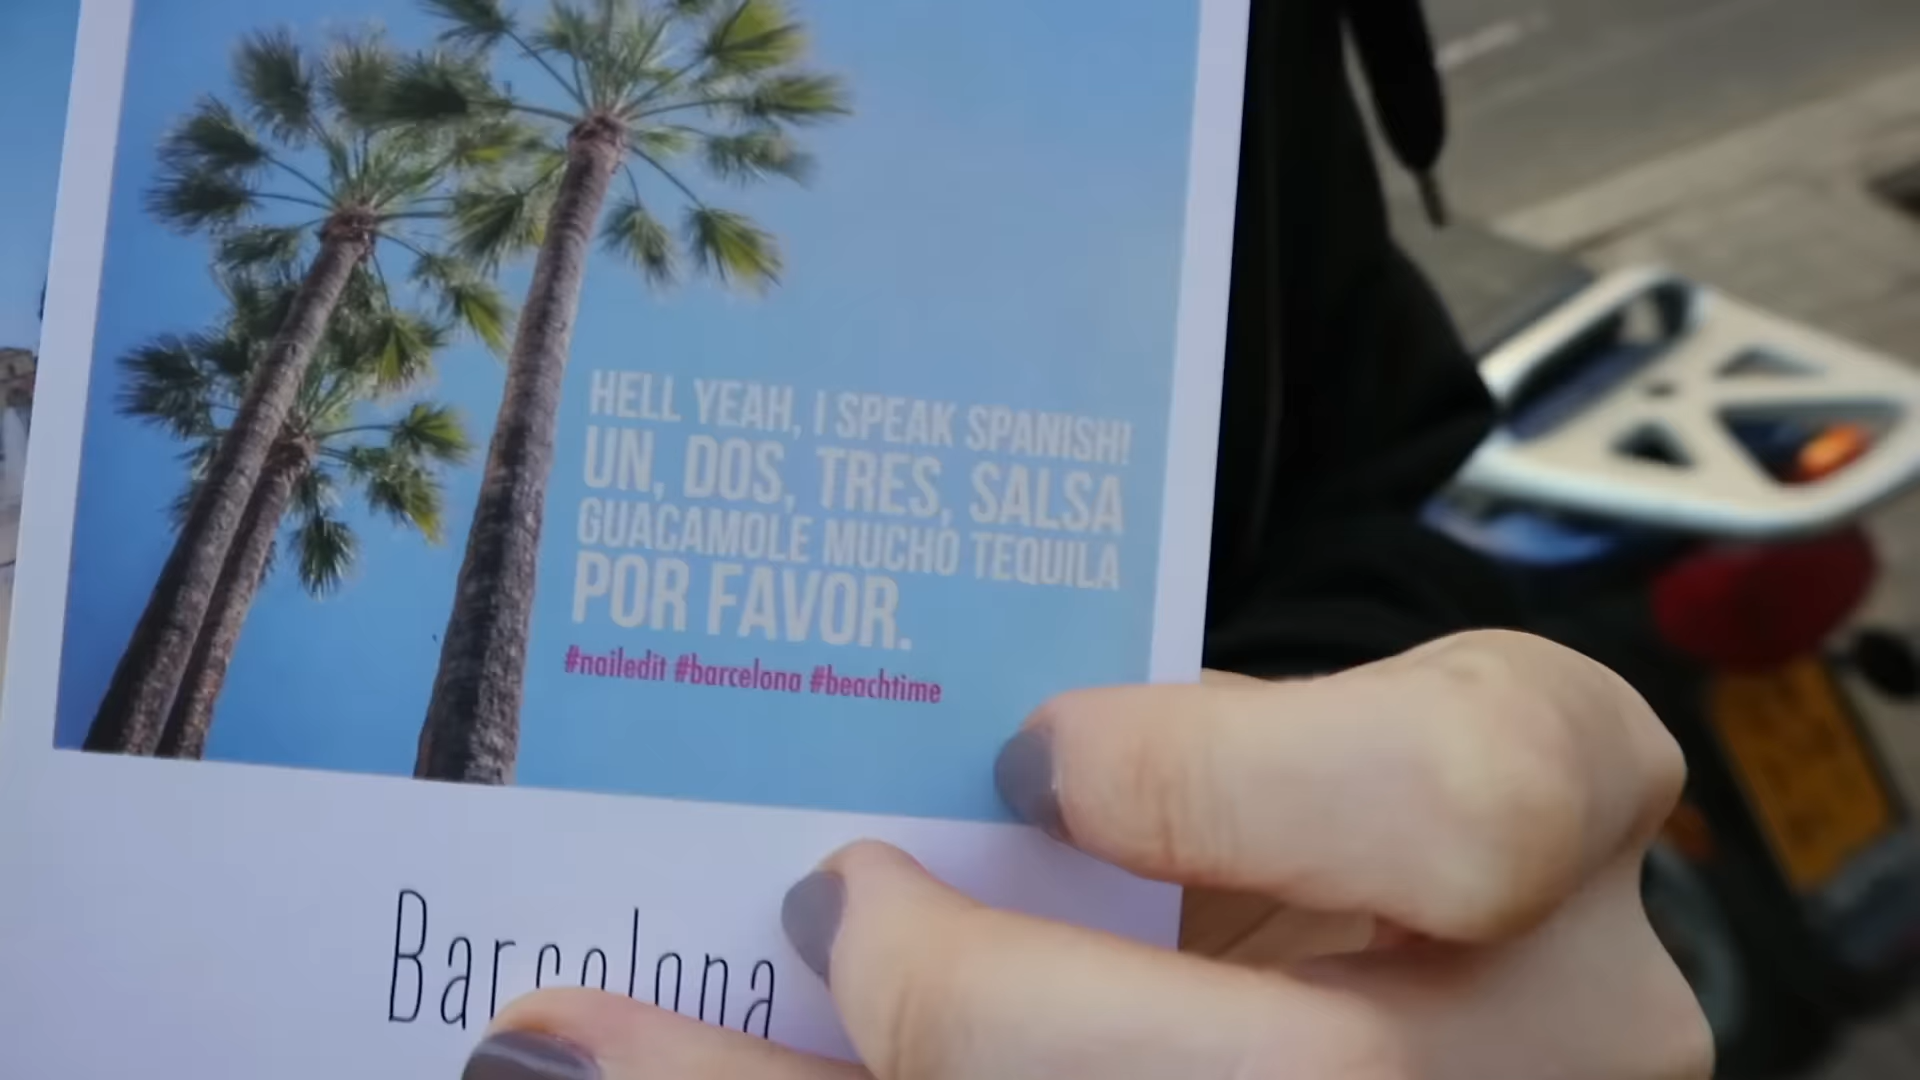 HELL YEAH, I SPEAK SPANISH!
UN, DOS, TRES, SALSA
GUACAMOLE MUCHO TEQUILA
POR FAVOR.
#nailedit #barcelona #beachtime
Barcelona